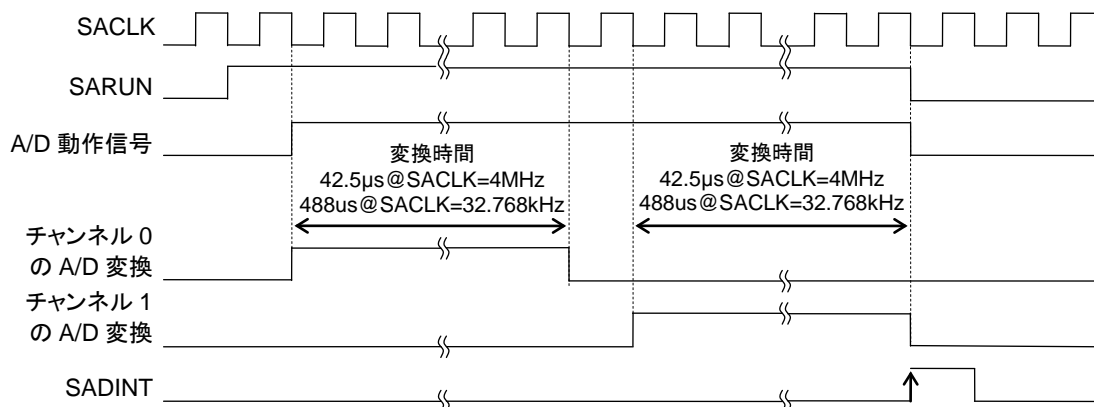 SACLK
SARUN
A/D 動作信号
変換時間
42.5µs@SACLK=4MHz
488us@SACLK=32.768kHz
変換時間
42.5µs@SACLK=4MHz
488us@SACLK=32.768kHz
チャンネル 0
の A/D 変換
チャンネル 1
の A/D 変換
SADINT